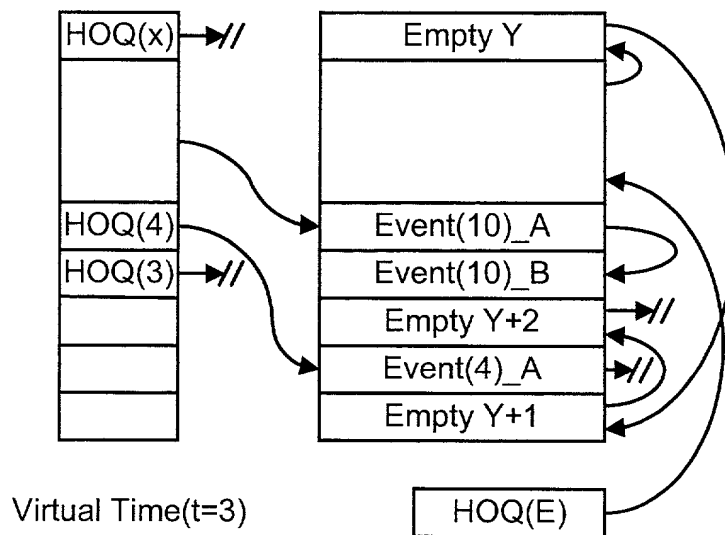 HOQ(x)
Empty Y
HOQ(4)
Event(10)_A
HOQ(3)
Event(10)_B
Empty Y+2
Event(4)_A
Empty Y+1
Virtual Time(t=3)
HOQ(E)